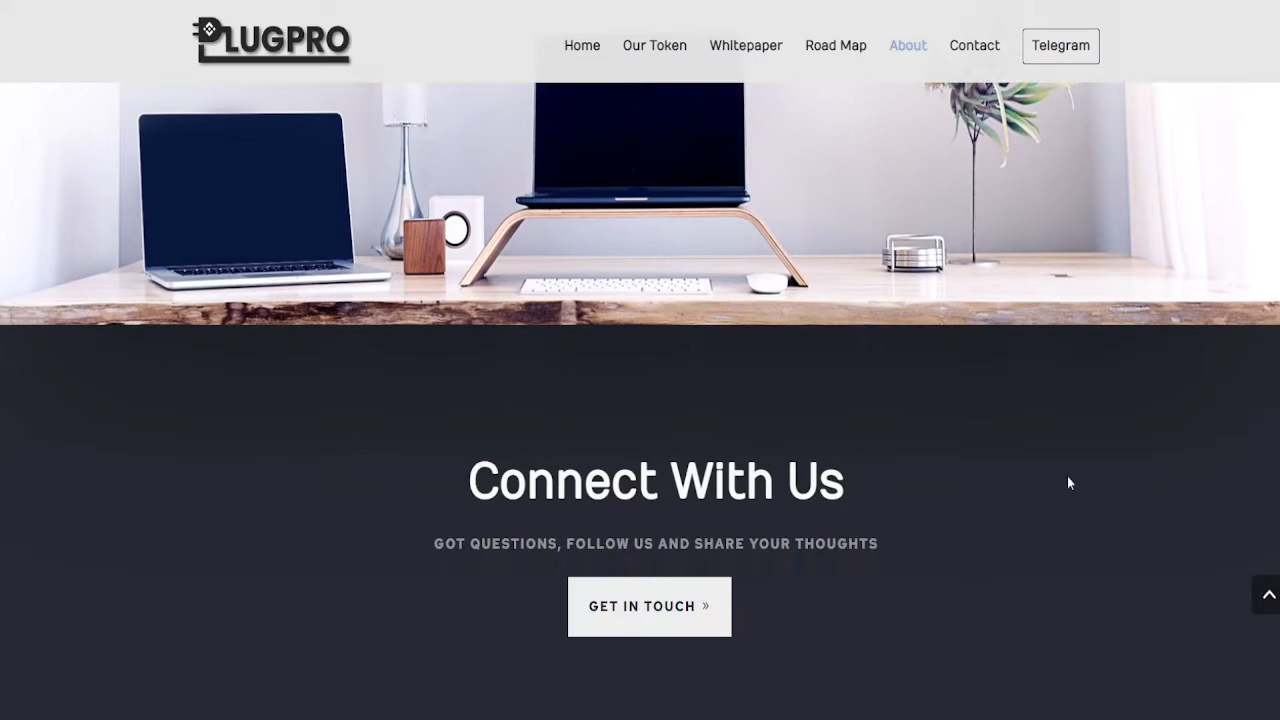 PLUGPRO
Home Our Token Whitepaper Road Map About Contact Telegram
Connect With Us
GOT QUESTIONS, FOLLOW US AND SHARE YOUR THOUGHTS
GET IN TOUCH »